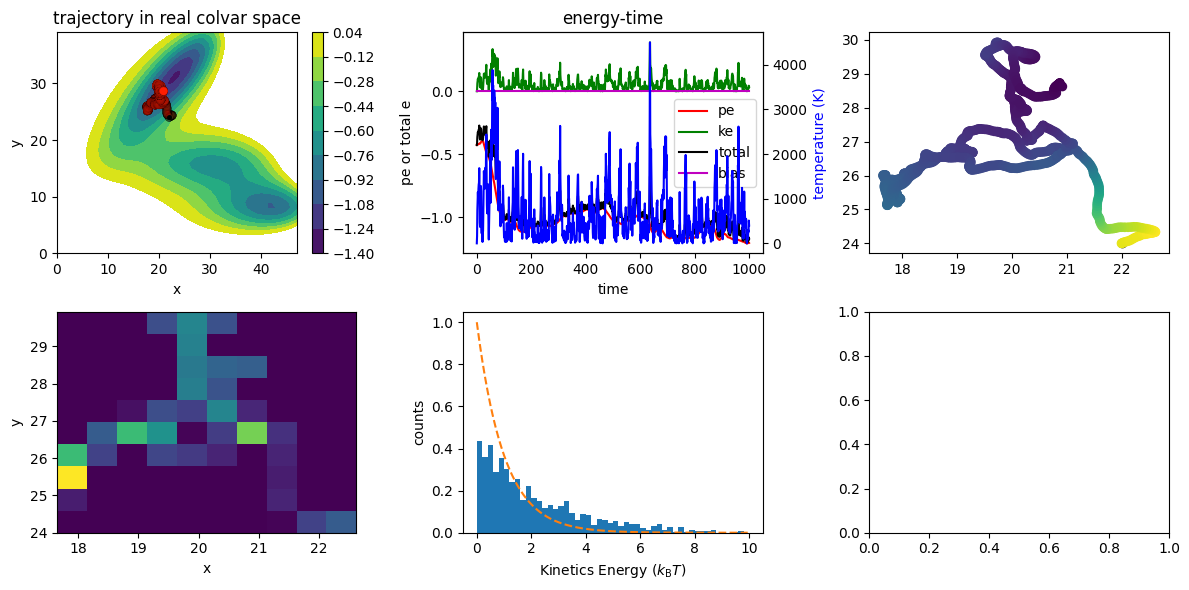 trajectory in real colvar space
y
30
20
10
0
0 10 20 30 40
x
0.04
−0.12
−0.28
−0.44
−0.60
−0.76
−0.92
−1.08
−1.24
−1.40
energy-time
pe or total e
0.0
−0.5
−1.0
0 200 400 600 800 1000
time
pe
ke
total
bias
4000
3000
2000
1000
0
temperature (K)
30
29
28
27
26
25
24
18 19 20 21 22
y
29
28
27
26
25
24
18 19 20 21 22
x
counts
1.0
0.8
0.6
0.4
0.2
0.0
0 2 4 6 8 10
Kinetics Energy (k_B T)
1.0
0.8
0.6
0.4
0.2
0.0
0.0 0.2 0.4 0.6 0.8 1.0